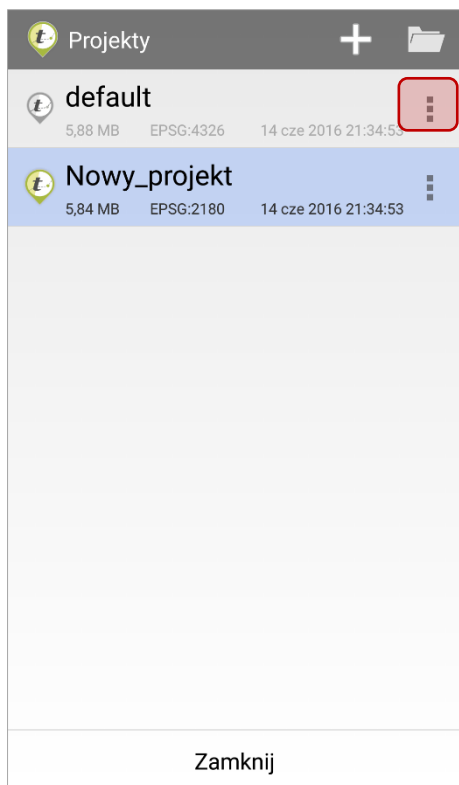 Projekty
default
5,88 MB EPSG:4326 14 cze 2016 21:34:53
Nowy_projekt
5,84 MB EPSG:2180 14 cze 2016 21:34:53
Zamknij